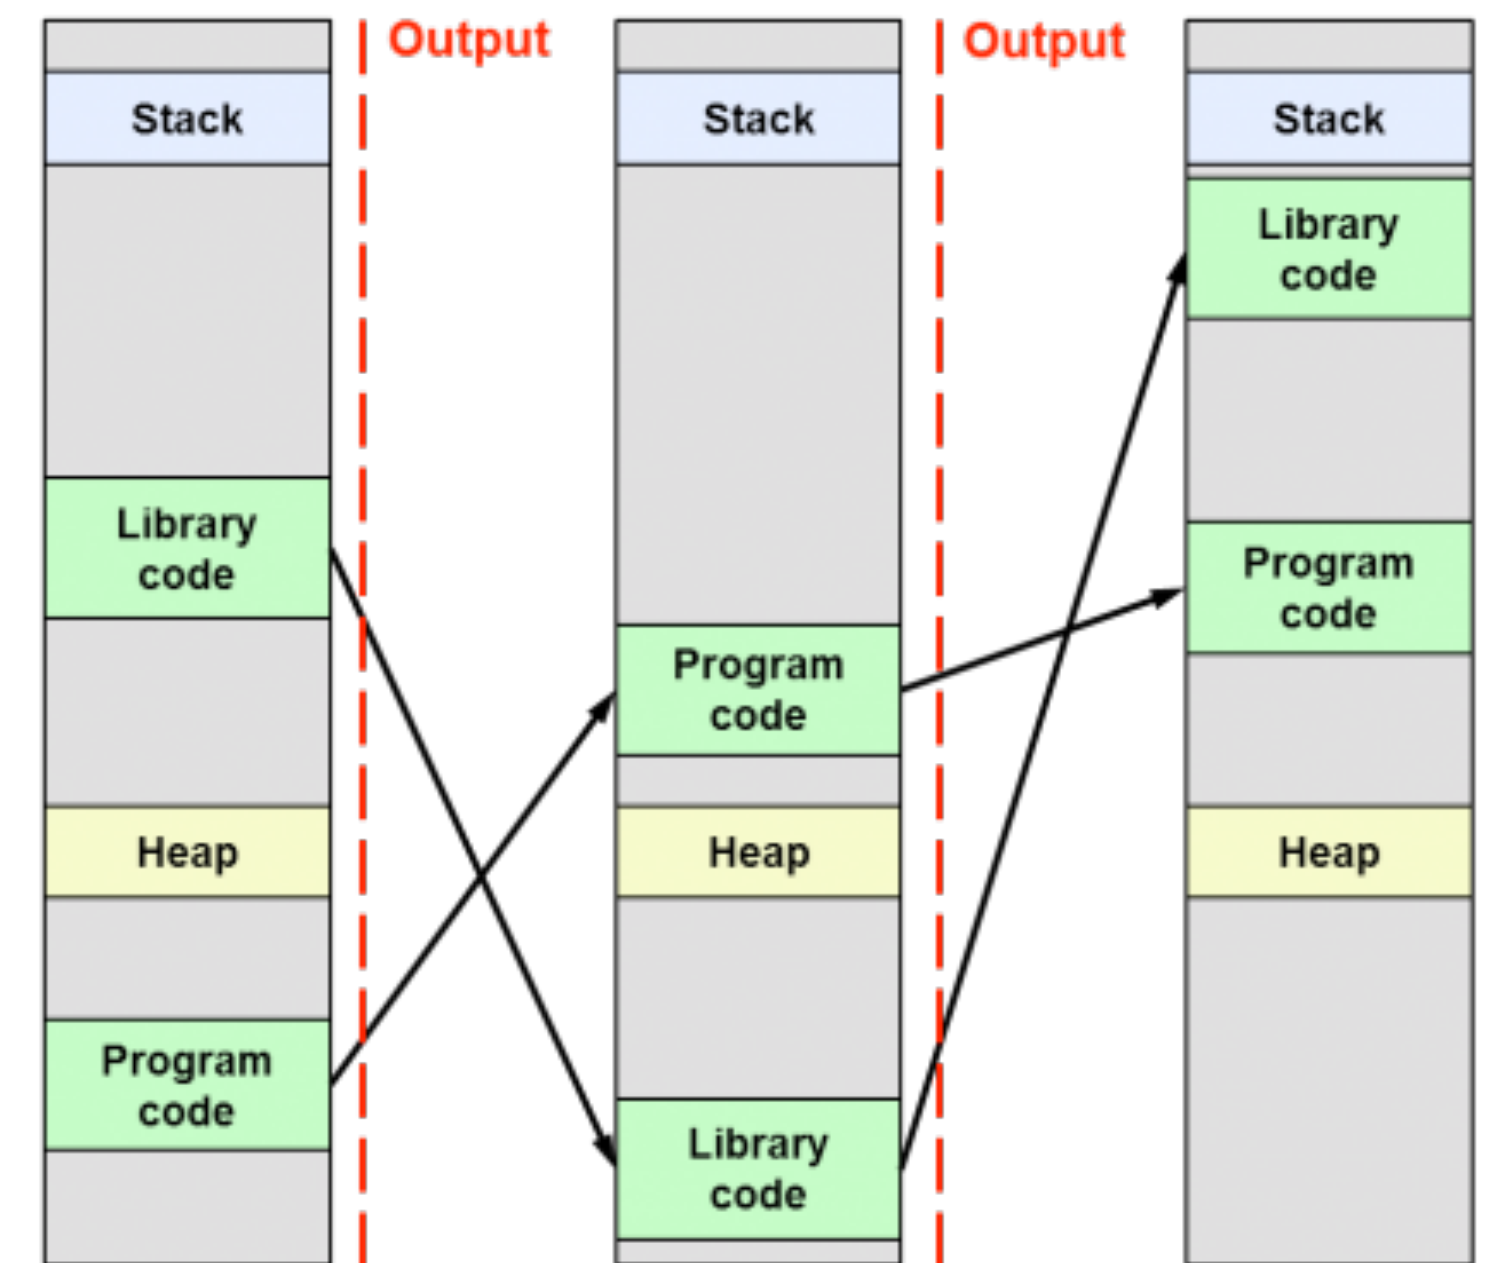 Stack
Library
code
Heap
Program
code
Output
Stack
Program
code
Heap
Library
code
Output
Stack
Library
code
Program
code
Heap